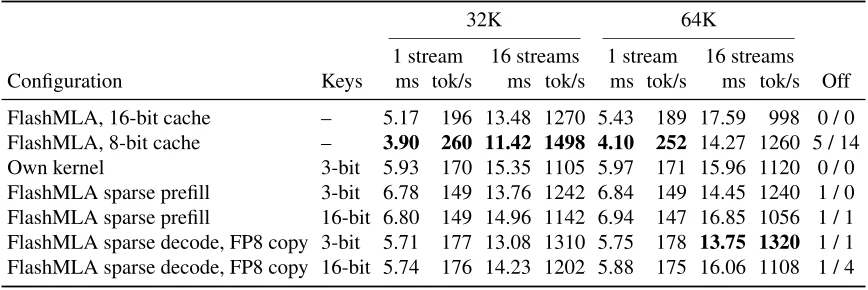 32K 64K
1 stream 16 streams 1 stream 16 streams
Configuration Keys ms tok/s ms tok/s ms tok/s ms tok/s Off
FlashMLA, 16-bit cache – 5.17 196 13.48 1270 5.43 189 17.59 998 0 / 0
FlashMLA, 8-bit cache – 3.90 260 11.42 1498 4.10 252 14.27 1260 5 / 14
Own kernel 3-bit 5.93 170 15.35 1105 5.97 171 15.96 1120 0 / 0
FlashMLA sparse prefill 3-bit 6.78 149 13.76 1242 6.84 149 14.45 1240 1 / 0
FlashMLA sparse prefill 16-bit 6.80 149 14.96 1142 6.94 147 16.85 1056 1 / 1
FlashMLA sparse decode, FP8 copy 3-bit 5.71 177 13.08 1310 5.75 178 13.75 1320 1 / 1
FlashMLA sparse decode, FP8 copy 16-bit 5.74 176 14.23 1202 5.88 175 16.06 1108 1 / 4